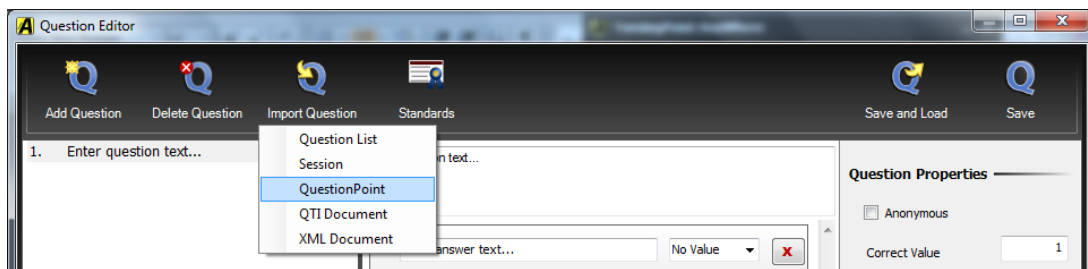 Question Editor
Add Question
Delete Question
Import Question
Standards
Save and Load
Save
Question List
Session
QuestionPoint
QTI Document
XML Document
1. Enter question text...
n text...
answer text...
No Value
X
Question Properties
Anonymous
Correct Value
1